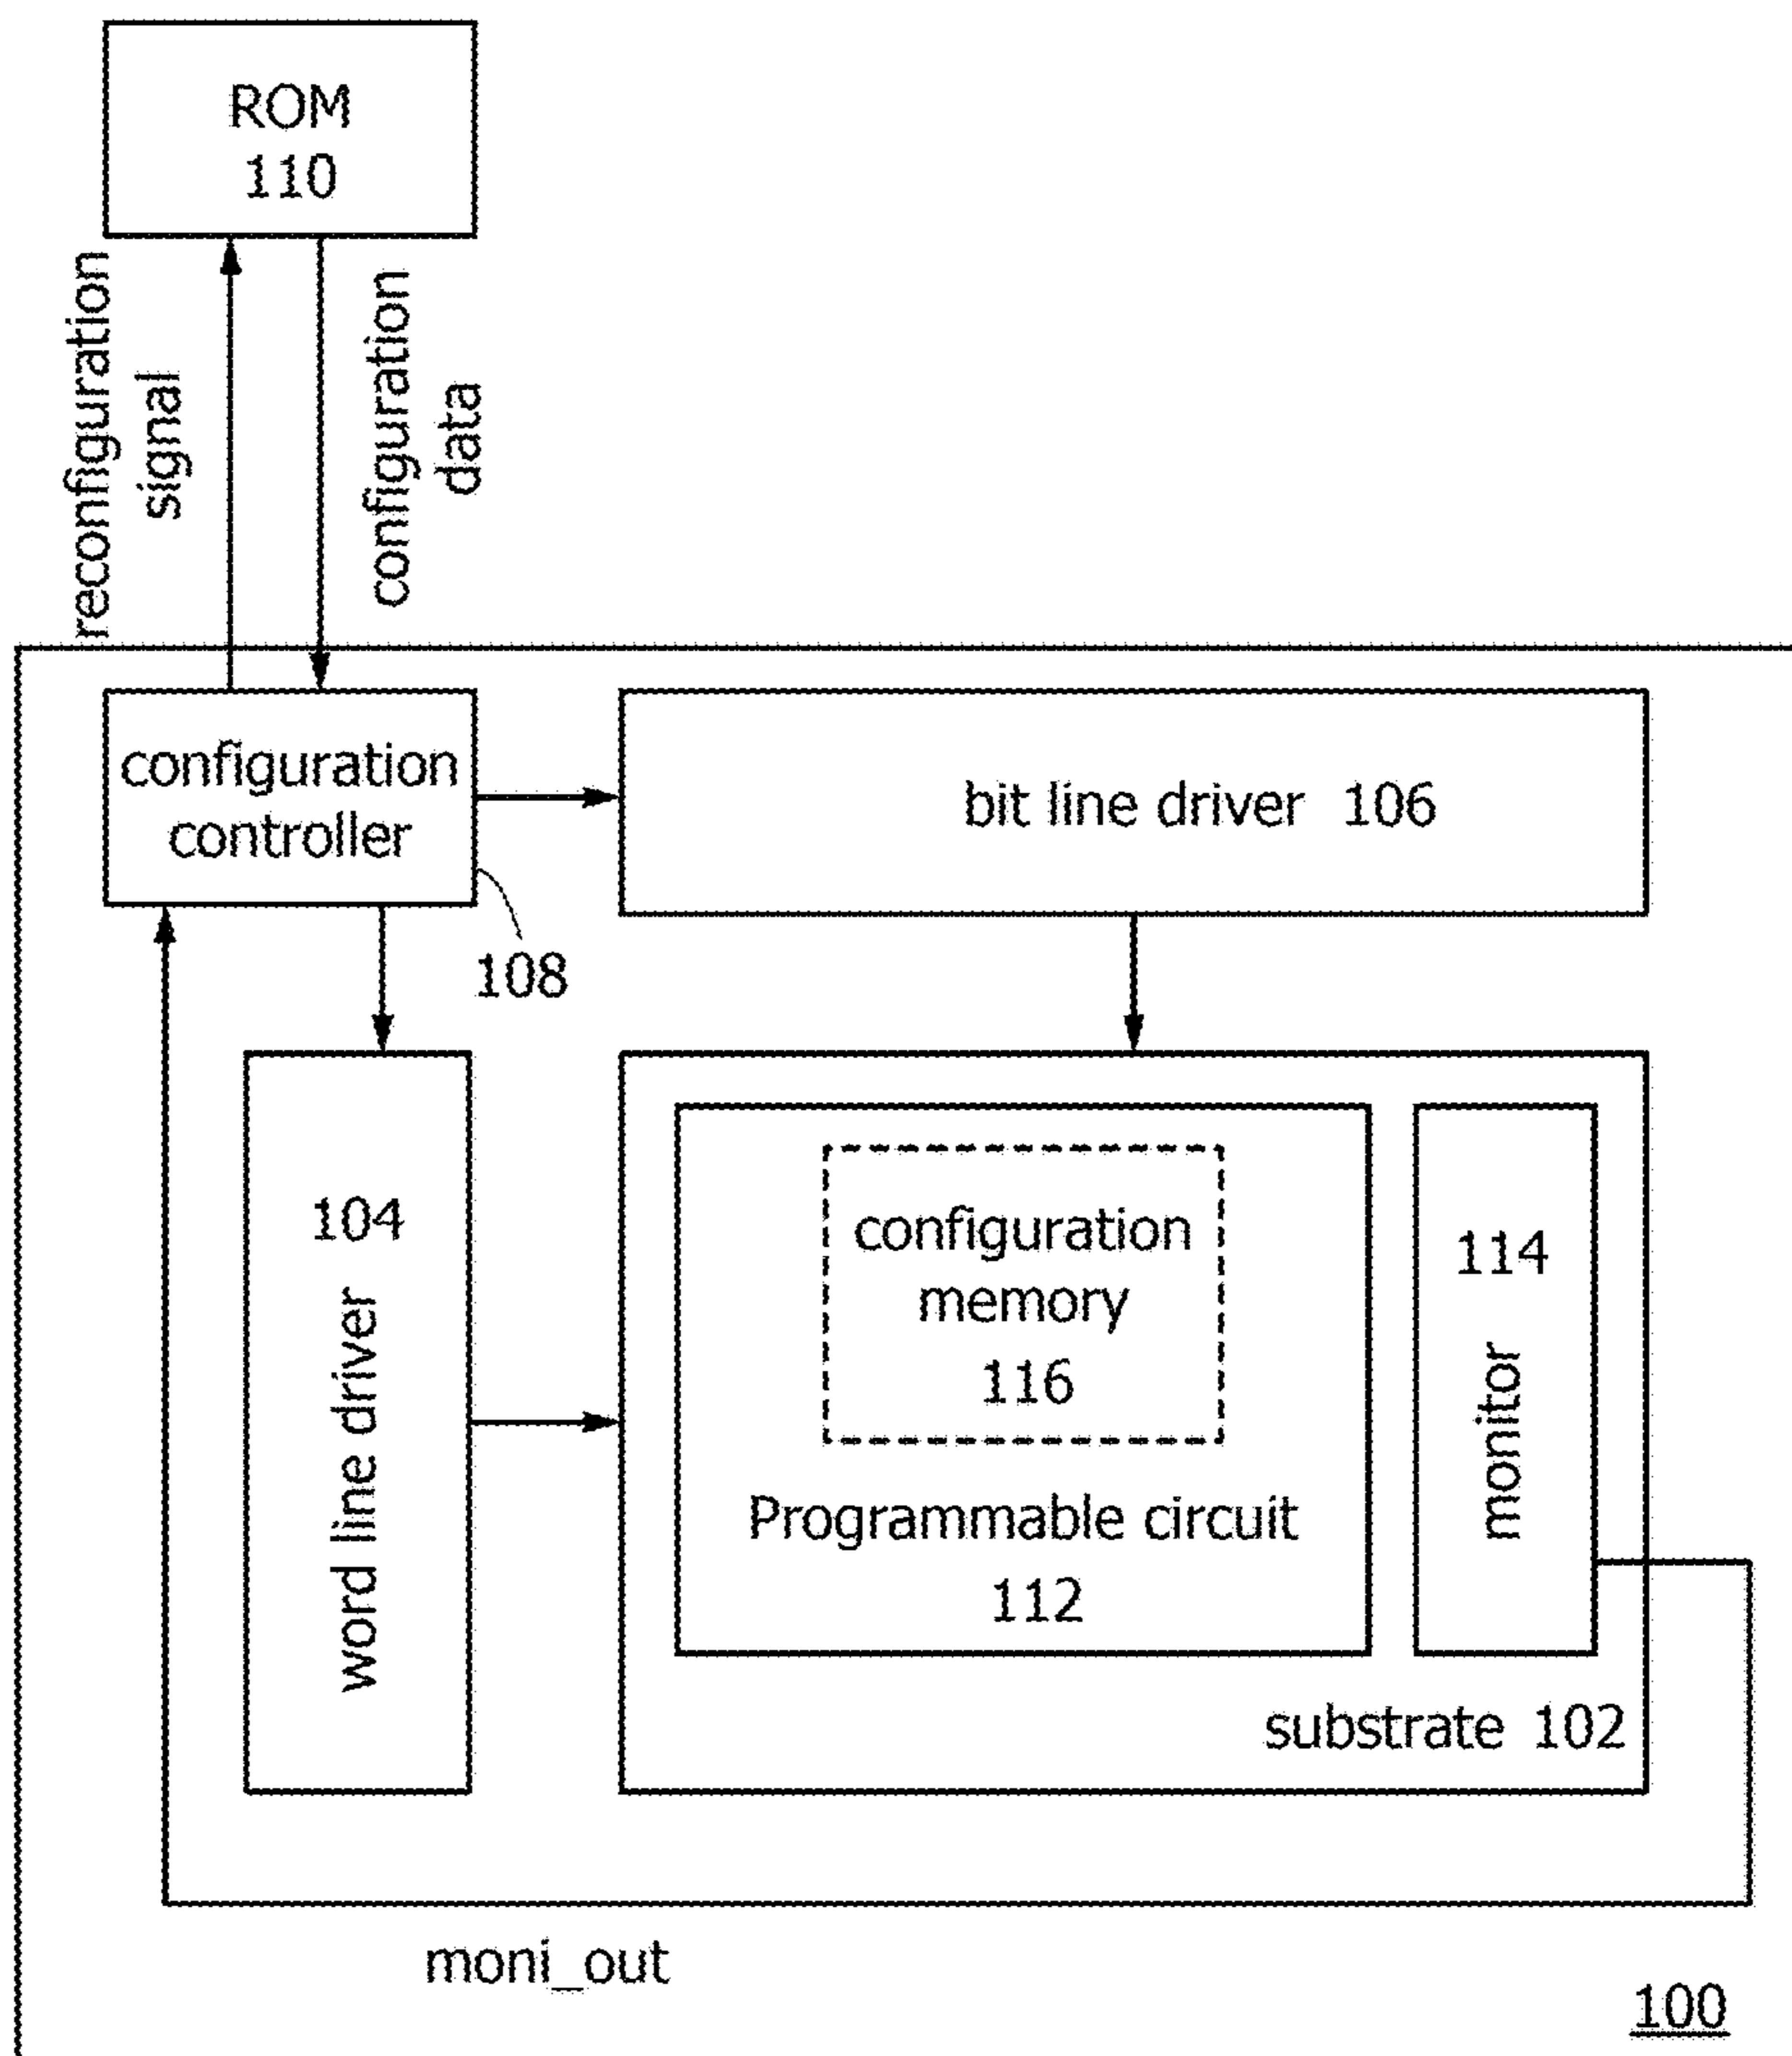 ROM
110
reconfiguration
signal
configuration
data
configuration
controller
108
bit line driver 106
104
word line driver
configuration
memory
116
Programmable circuit
112
114
monitor
substrate 102
moni_out
100